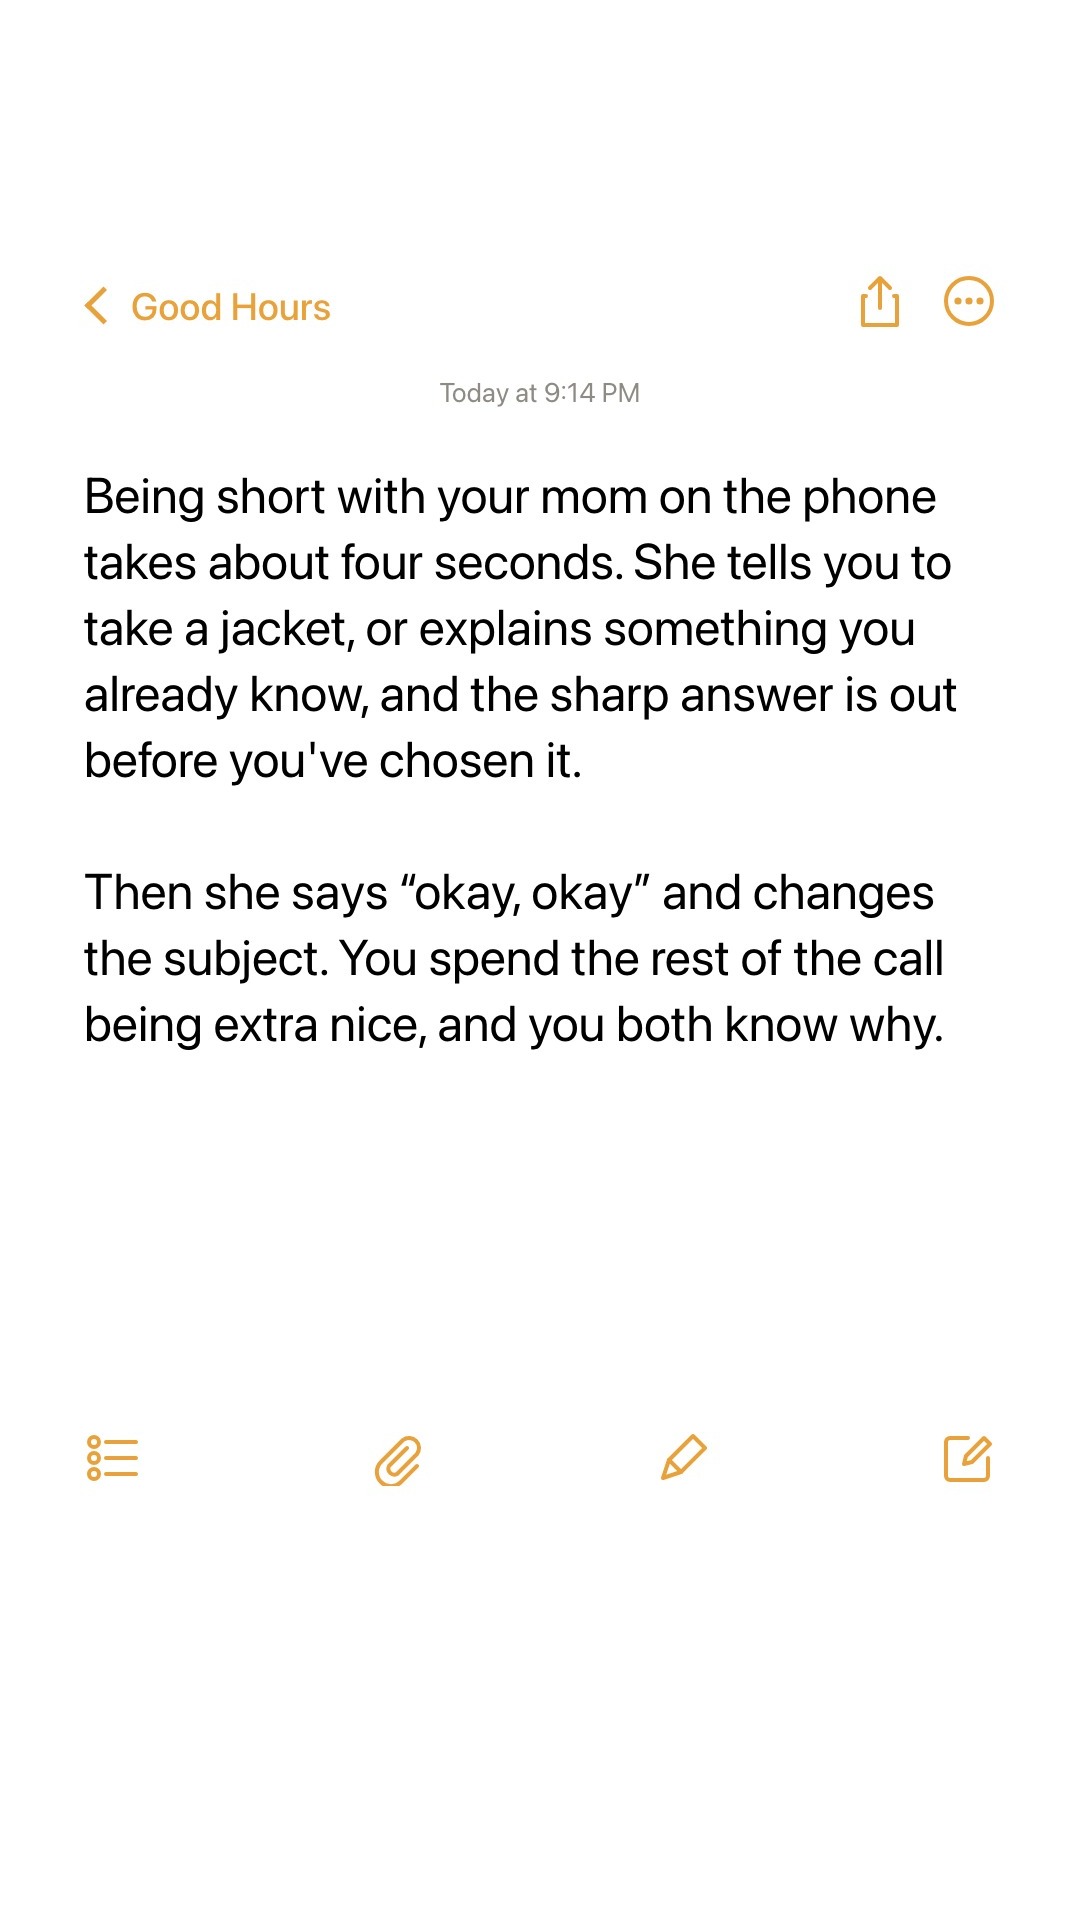 Good Hours
Today at 9:14 PM
Being short with your mom on the phone
takes about four seconds. She tells you to
take a jacket, or explains something you
already know, and the sharp answer is out
before you've chosen it.
Then she says “okay, okay” and changes
the subject. You spend the rest of the call
being extra nice, and you both know why.